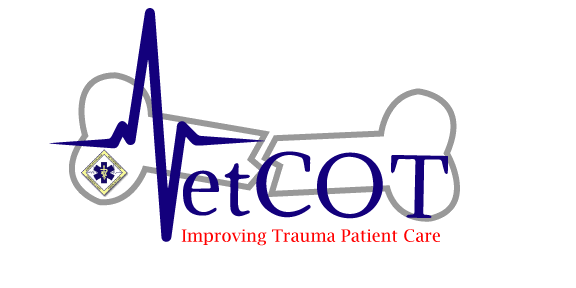 VetCOT
Improving Trauma Patient Care